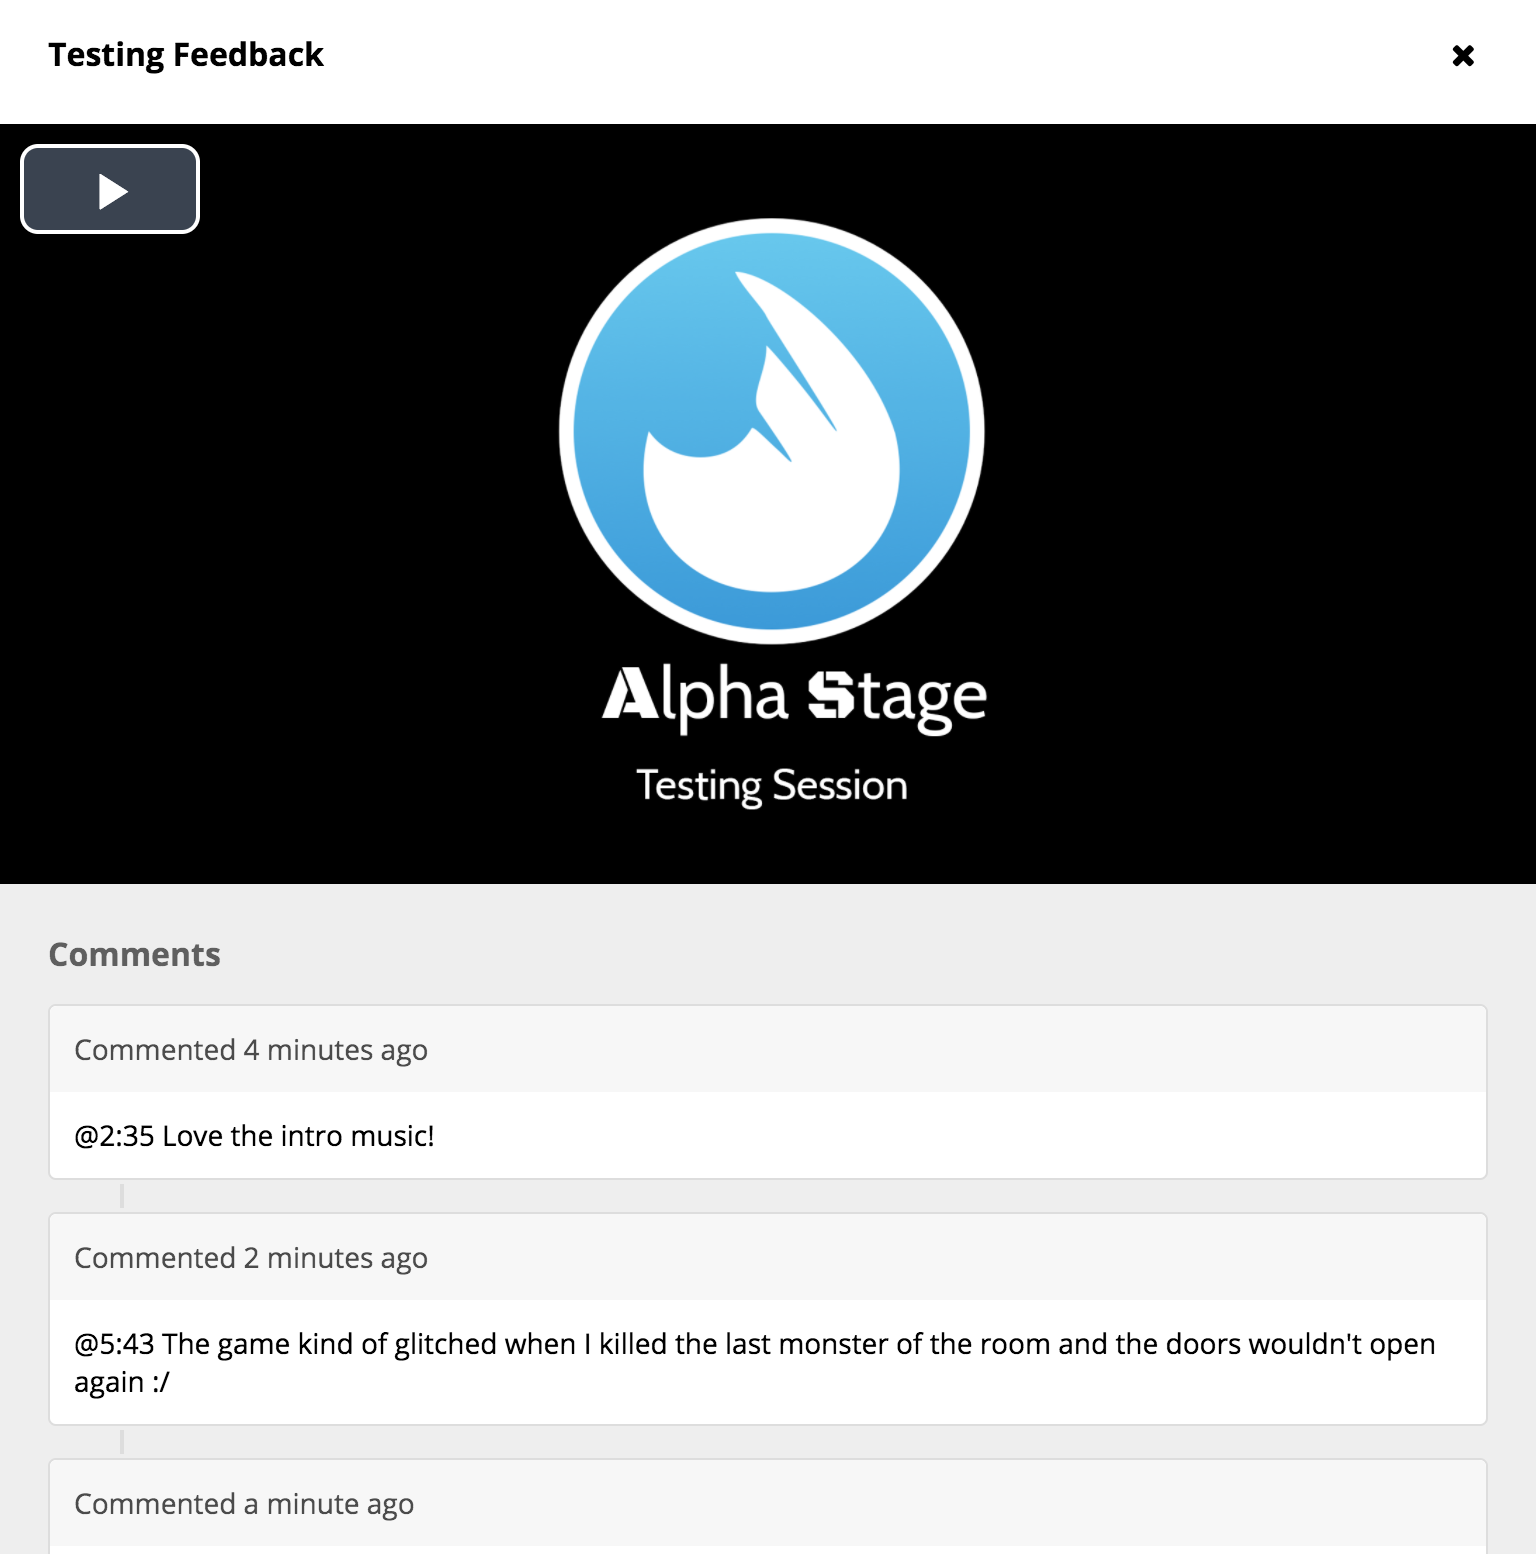 Testing Feedback
Alpha Stage
Testing Session
Comments
Commented 4 minutes ago
@2:35 Love the intro music!
Commented 2 minutes ago
@5:43 The game kind of glitched when I killed the last monster of the room and the doors wouldn't open
again :/
Commented a minute ago